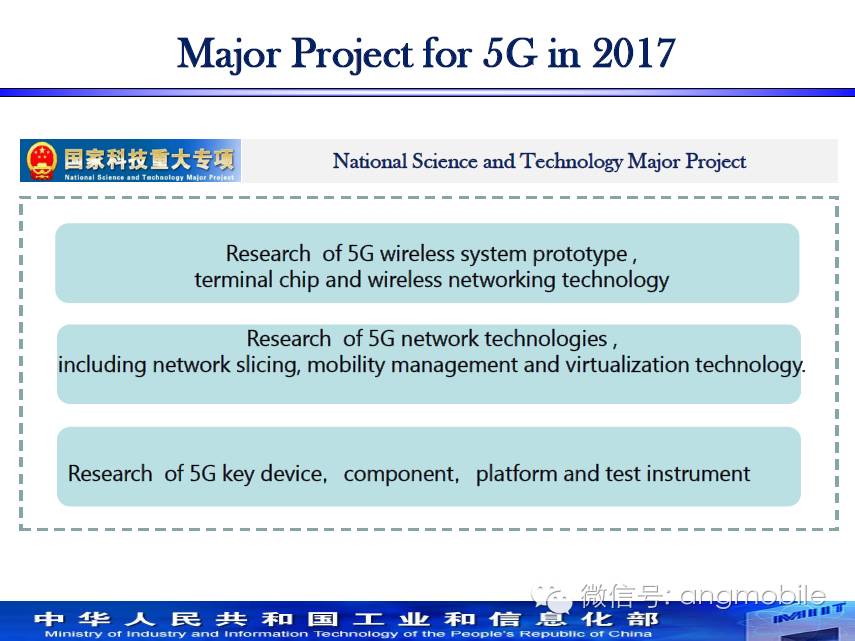 Major Project for 5G in 2017
国家科技重大专项
National Science and Technology Major Project
National Science and Technology Major Project
Research of 5G wireless system prototype ,
terminal chip and wireless networking technology
Research of 5G network technologies ,
including network slicing, mobility management and virtualization technology.
Research of 5G key device, component, platform and test instrument
微信号: angmobile
中华人民共和国工业和信息化部
Ministry of Industry and Information Technology of the People's Republic of China
MIIT